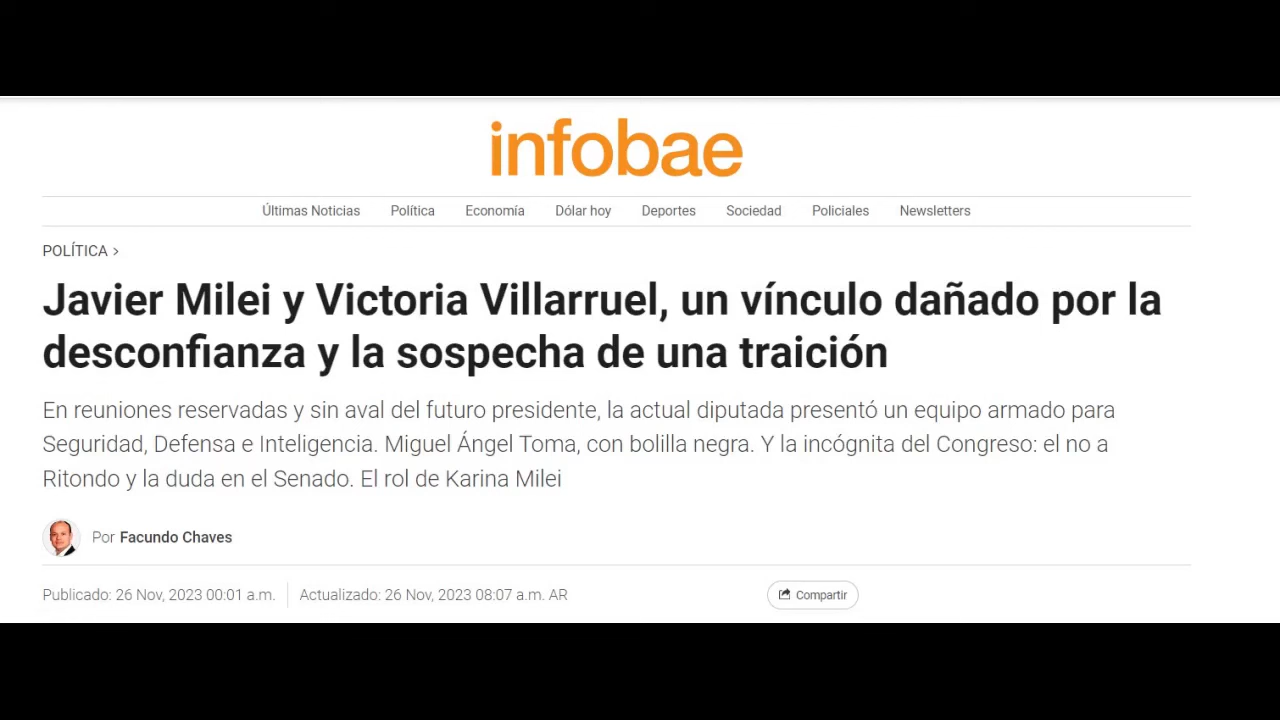 infobae
Últimas Noticias Política Economía Dólar hoy Deportes Sociedad Policiales Newsletters
POLÍTICA >
Javier Milei y Victoria Villarruel, un vínculo dañado por la
desconfianza y la sospecha de una traición
En reuniones reservadas y sin aval del futuro presidente, la actual diputada presentó un equipo armado para
Seguridad, Defensa e Inteligencia. Miguel Ángel Toma, con bolilla negra. Y la incógnita del Congreso: el no a
Ritondo y la duda en el Senado. El rol de Karina Milei
Por Facundo Chaves
Publicado: 26 Nov, 2023 00:01 a.m. Actualizado: 26 Nov, 2023 08:07 a.m. AR Compartir